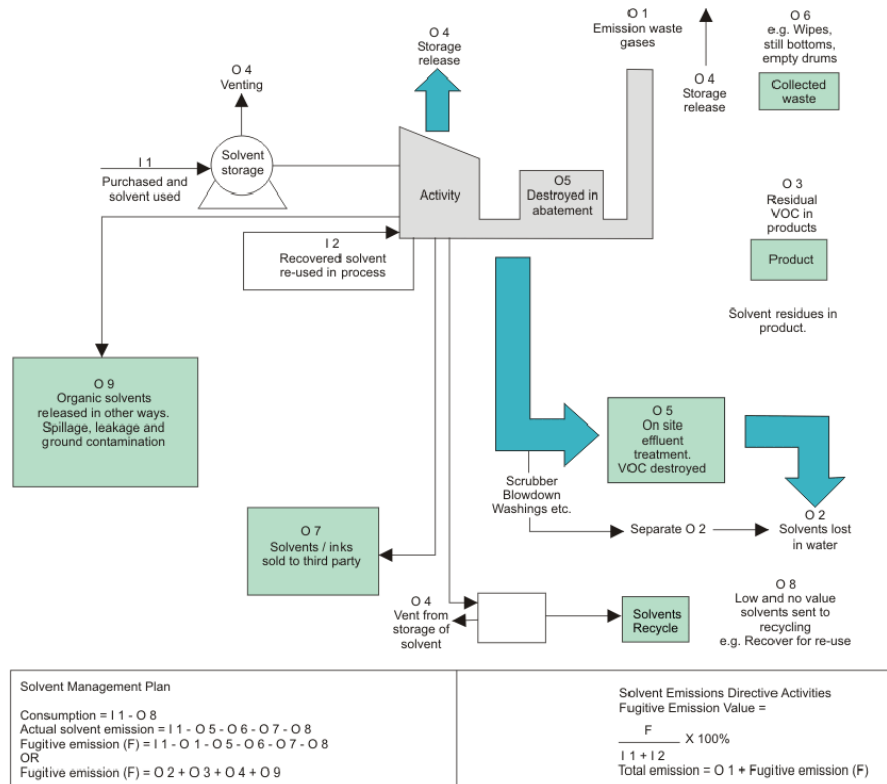 O 4
Venting
O 4
Storage
release
O 1
Emission waste
gases
O 4
Storage
release
O 6
e.g. Wipes,
still bottoms,
empty drums
Collected
waste
I 1
Purchased and
solvent used
Solvent
storage
Activity
O5
Destroyed in
abatement
O 3
Residual
VOC in
products
Product
Solvent residues in
product.
I 2
Recovered solvent
re-used in process
O 9
Organic solvents
released in other ways.
Spillage, leakage and
ground contamination
O 5
On site
effluent
treatment.
VOC destroyed
Scrubber
Blowdown
Washings etc.
Separate O 2
O 2
Solvents lost
in water
O 7
Solvents / inks
sold to third party
O 4
Vent from
storage of
solvent
Solvents
Recycle
O 8
Low and no value
solvents sent to
recycling
e.g. Recover for re-use
Solvent Management Plan
Consumption = I 1 - O 8
Actual solvent emission = I 1 - O 5 - O 6 - O 7 - O 8
Fugitive emission (F) = I 1 - O 1 - O 5 - O 6 - O 7 - O 8
OR
Fugitive emission (F) = O 2 + O 3 + O 4 + O 9
Solvent Emissions Directive Activities
Fugitive Emission Value =
F
I 1 + I 2
X 100%
Total emission = O 1 + Fugitive emission (F)